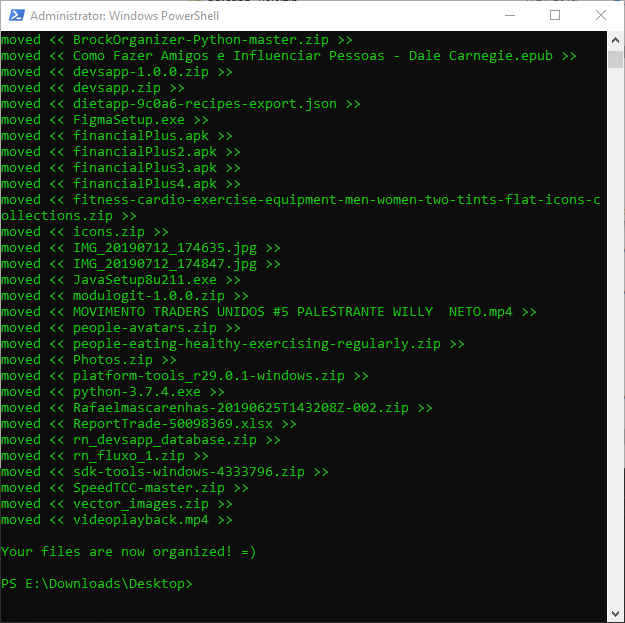 Administrator: Windows PowerShell
moved << BrockOrganizer-Python-master.zip >>
moved << Como Fazer Amigos e Influenciar Pessoas - Dale Carnegie.epub >>
moved << devsapp-1.0.0.zip >>
moved << devsapp.zip >>
moved << dietapp-9c0a6-recipes-export.json >>
moved << FigmaSetup.exe >>
moved << financialPlus.apk >>
moved << financialPlus2.apk >>
moved << financialPlus3.apk >>
moved << financialPlus4.apk >>
moved << fitness-cardio-exercise-equipment-men-women-two-tints-flat-icons-c
ollections.zip >>
moved << icons.zip >>
moved << IMG_20190712_174635.jpg >>
moved << IMG_20190712_174847.jpg >>
moved << JavaSetup8u211.exe >>
moved << modulogit-1.0.0.zip >>
moved << MOVIMENTO TRADERS UNIDOS #5 PALESTRANTE WILLY  NETO.mp4 >>
moved << people-avatars.zip >>
moved << people-eating-healthy-exercising-regularly.zip >>
moved << Photos.zip >>
moved << platform-tools_r29.0.1-windows.zip >>
moved << python-3.7.4.exe >>
moved << Rafaelmascarenhas-20190625T143208Z-002.zip >>
moved << ReportTrade-50098369.xlsx >>
moved << rn_devsapp_database.zip >>
moved << rn_fluxo_1.zip >>
moved << sdk-tools-windows-4333796.zip >>
moved << SpeedTCC-master.zip >>
moved << vector_images.zip >>
moved << videoplayback.mp4 >>
Your files are now organized! =)
PS E:\Downloads\Desktop>